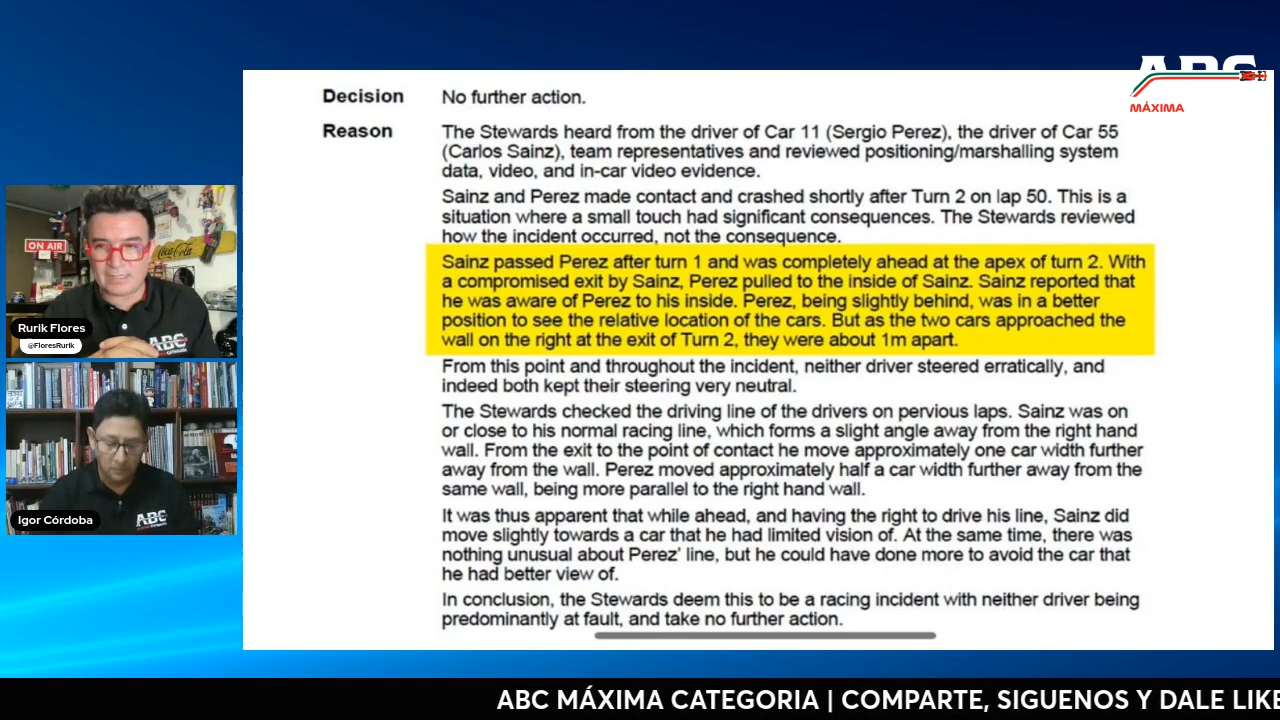 ABC
MÁXIMA
Decision No further action.
Reason The Stewards heard from the driver of Car 11 (Sergio Perez), the driver of Car 55
(Carlos Sainz), team representatives and reviewed positioning/marshalling system
data, video, and in-car video evidence.
Sainz and Perez made contact and crashed shortly after Turn 2 on lap 50. This is a
situation where a small touch had significant consequences. The Stewards reviewed
how the incident occurred, not the consequence.
Sainz passed Perez after turn 1 and was completely ahead at the apex of turn 2. With
a compromised exit by Sainz, Perez pulled to the inside of Sainz. Sainz reported that
he was aware of Perez to his inside. Perez, being slightly behind, was in a better
position to see the relative location of the cars. But as the two cars approached the
wall on the right at the exit of Turn 2, they were about 1m apart.
From this point and throughout the incident, neither driver steered erratically, and
indeed both kept their steering very neutral.
The Stewards checked the driving line of the drivers on pervious laps. Sainz was on
or close to his normal racing line, which forms a slight angle away from the right hand
wall. From the exit to the point of contact he move approximately one car width further
away from the wall. Perez moved approximately half a car width further away from the
same wall, being more parallel to the right hand wall.
It was thus apparent that while ahead, and having the right to drive his line, Sainz did
move slightly towards a car that he had limited vision of. At the same time, there was
nothing unusual about Perez' line, but he could have done more to avoid the car that
he had better view of.
In conclusion, the Stewards deem this to be a racing incident with neither driver being
predominantly at fault, and take no further action.
ON AIR
Coca-Cola
ABC
Rurik Flores
@FloresRurik
ABC
Igor Córdoba
ABC MÁXIMA CATEGORIA | COMPARTE, SIGUENOS Y DALE LIKE